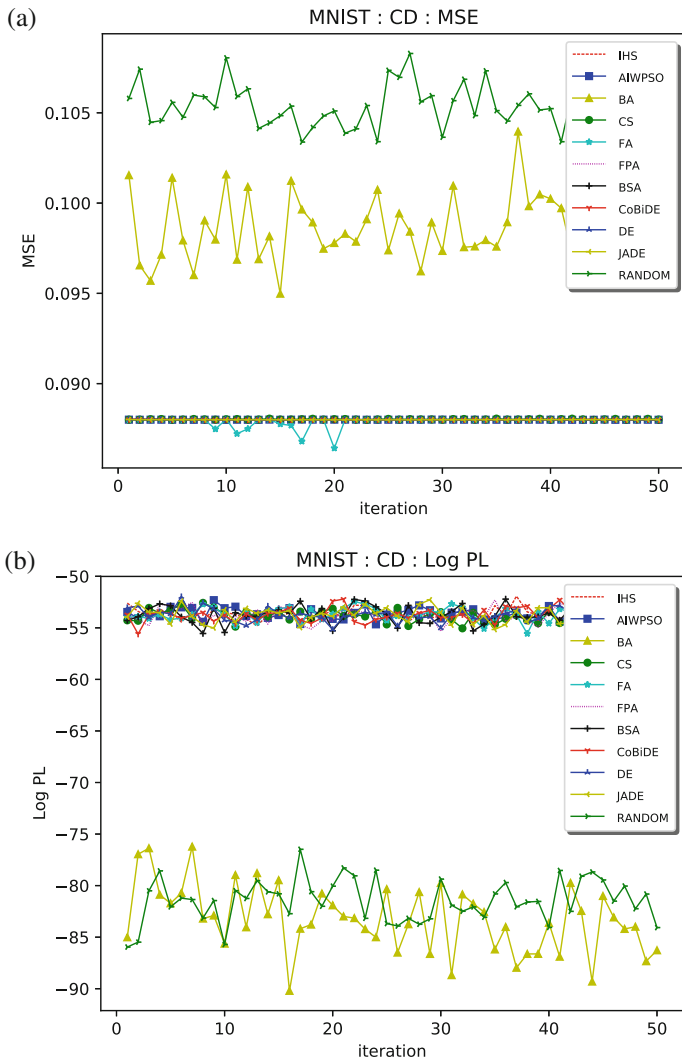 (a)
MNIST : CD : MSE
0.105
0.100
0.095
0.090
MSE
0
10
20
30
40
50
iteration
IHS
AIWPSO
BA
CS
FA
FPA
BSA
CoBiDE
DE
JADE
RANDOM
(b)
MNIST : CD : Log PL
−50
−55
−60
−65
−70
−75
−80
−85
−90
Log PL
0
10
20
30
40
50
iteration
IHS
AIWPSO
BA
CS
FA
FPA
BSA
CoBiDE
DE
JADE
RANDOM